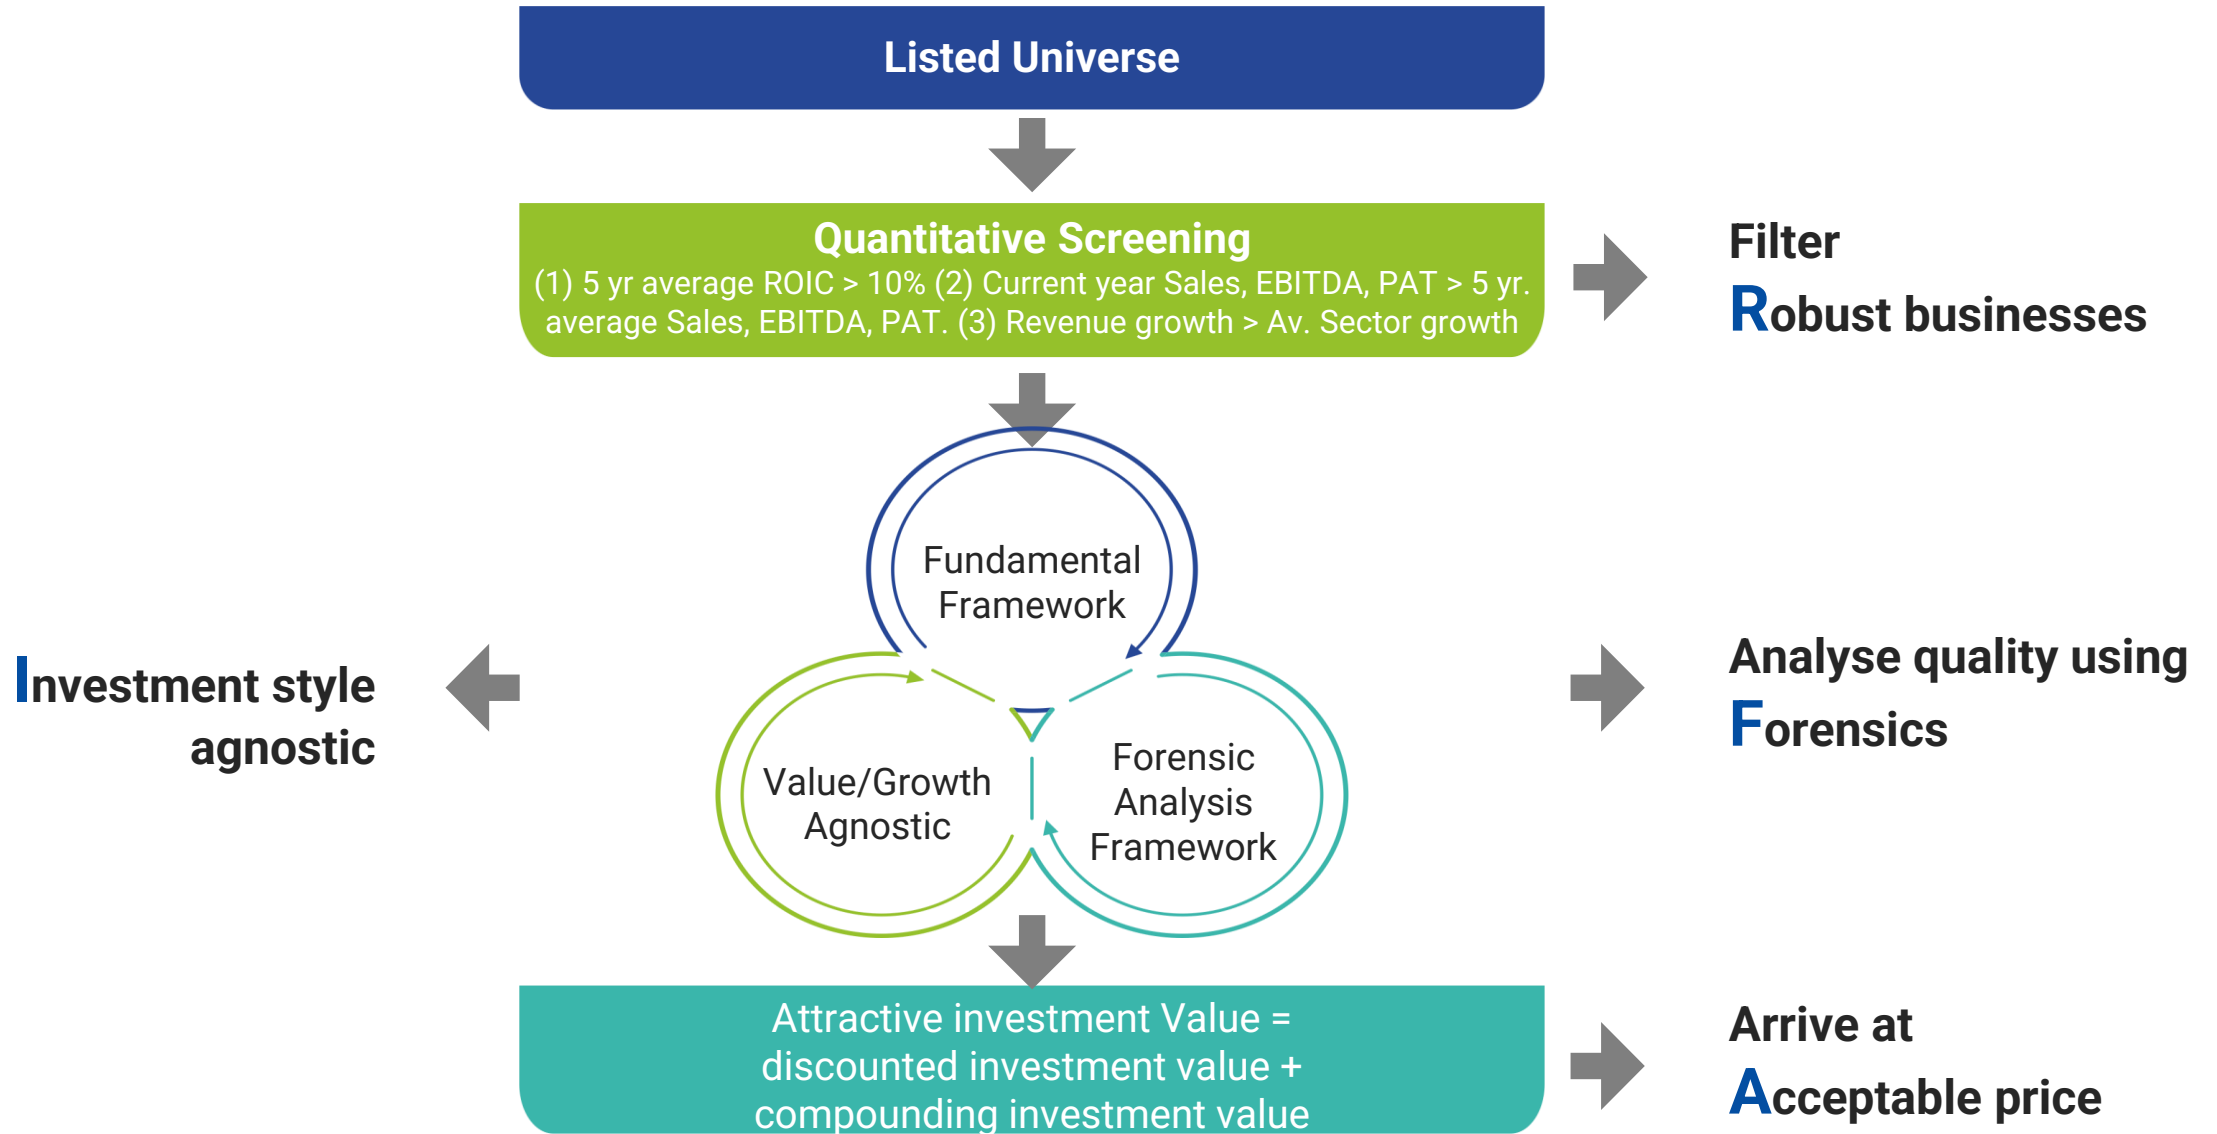 Listed Universe
Quantitative Screening
(1) 5 yr average ROIC > 10% (2) Current year Sales, EBITDA, PAT > 5 yr.
average Sales, EBITDA, PAT. (3) Revenue growth > Av. Sector growth
Filter
Robust businesses
Fundamental
Framework
Investment style
agnostic
Value/Growth
Agnostic
Forensic
Analysis
Framework
Analyse quality using
Forensics
Attractive investment Value =
discounted investment value +
compounding investment value
Arrive at
Acceptable price